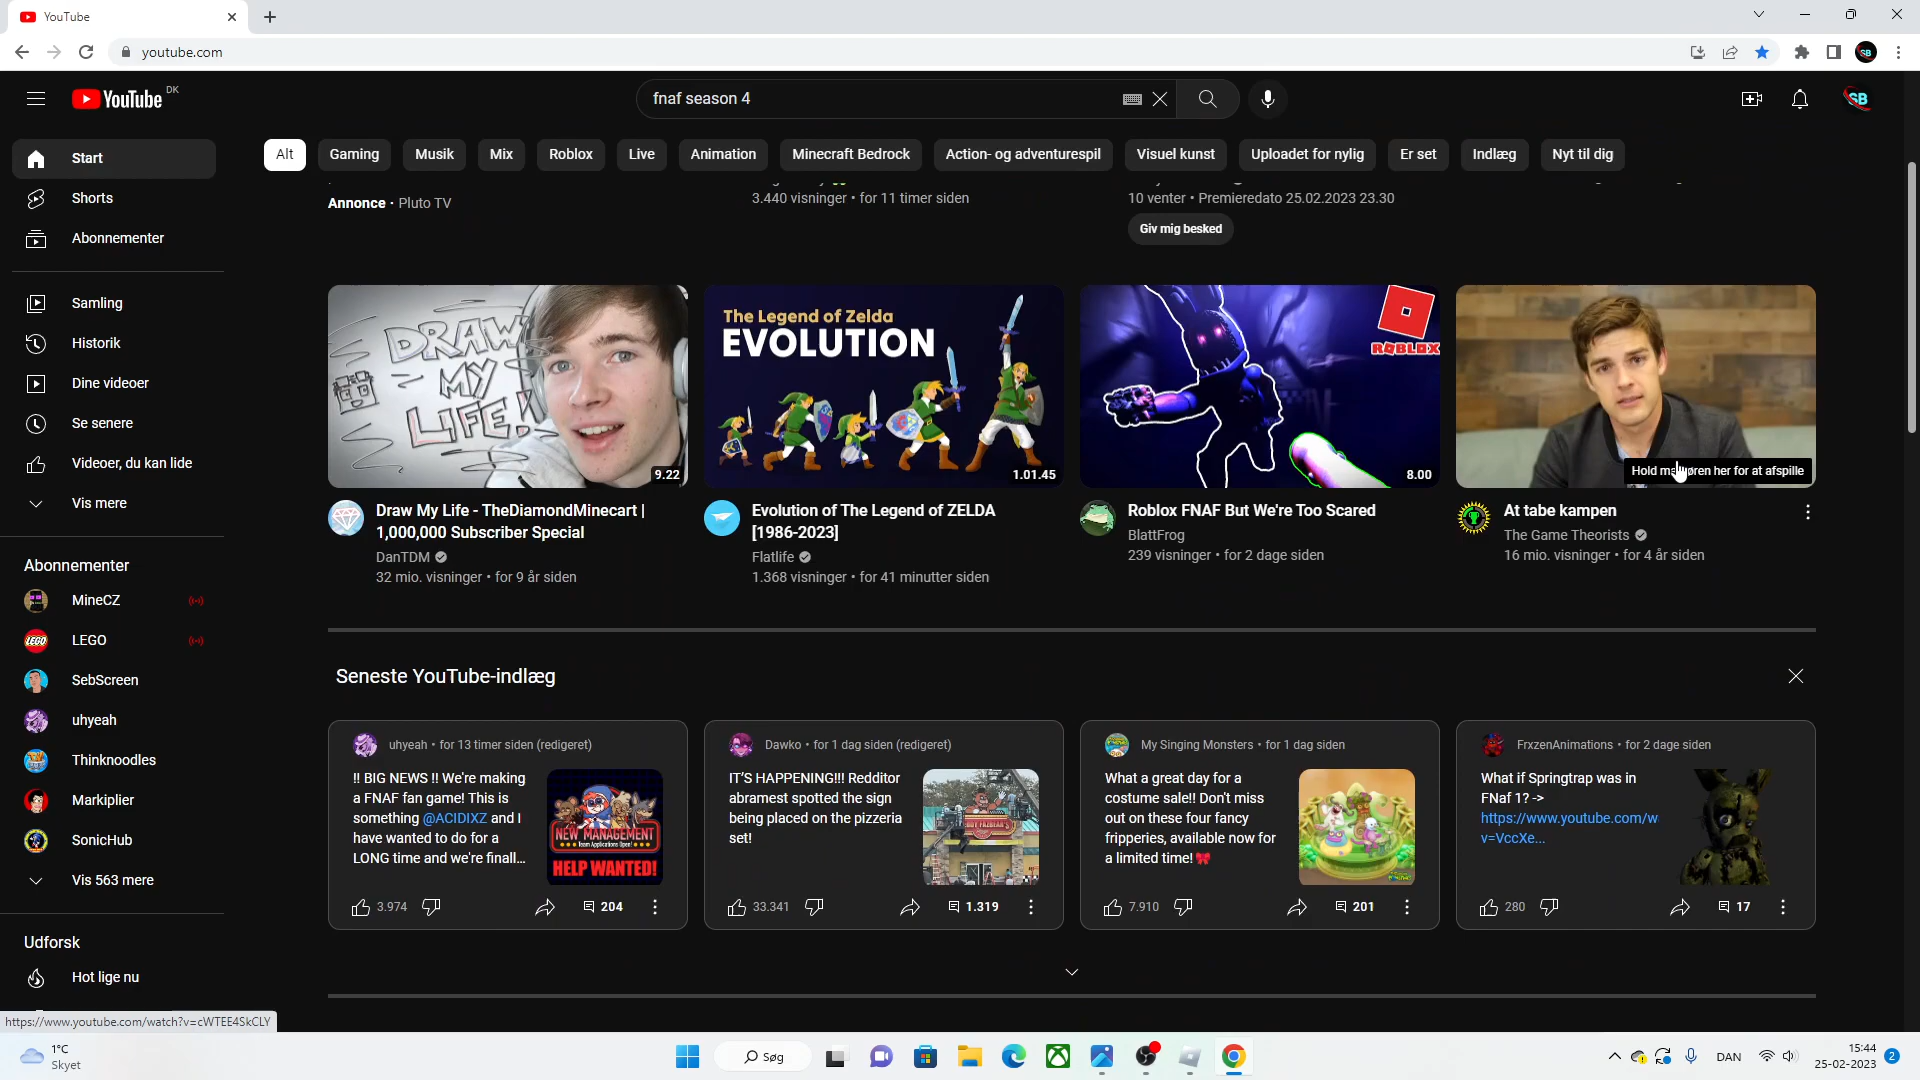 YouTube
youtube.com
YouTube DK
fnaf season 4
SB
Start
Shorts
Abonnementer
Samling
Historik
Dine videoer
Se senere
Videoer, du kan lide
Vis mere
Abonnementer
MineCZ
LEGO
SebScreen
uhyeah
Thinknoodles
Markiplier
SonicHub
Vis 563 mere
Udforsk
Hot lige nu
https://www.youtube.com/watch?v=cWTEE4SkCLY
Alt
Gaming
Musik
Mix
Roblox
Live
Animation
Minecraft Bedrock
Action- og adventurespil
Visuel kunst
Uploadet for nylig
Er set
Indlæg
Nyt til dig
Annonce • Pluto TV
3.440 visninger • for 11 timer siden
10 venter • Premieredato 25.02.2023 23.30
Giv mig besked
DRAW
MY
LIFE!
9.22
Draw My Life - TheDiamondMinecart |
1,000,000 Subscriber Special
DanTDM
32 mio. visninger • for 9 år siden
The Legend of Zelda
EVOLUTION
1.01.45
Evolution of The Legend of ZELDA
[1986-2023]
Flatlife
1.368 visninger • for 41 minutter siden
ROBLOX
8.00
Roblox FNAF But We're Too Scared
BlattFrog
239 visninger • for 2 dage siden
At tabe kampen
The Game Theorists
16 mio. visninger • for 4 år siden
Seneste YouTube-indlæg
uhyeah • for 13 timer siden (redigeret)
!! BIG NEWS !! We're making
a FNAF fan game! This is
something @ACIDIXZ and I
have wanted to do for a
LONG time and we're finall...
NEW MANAGEMENT
Team Applications Open!
HELP WANTED!
3.974
204
Dawko • for 1 dag siden (redigeret)
IT'S HAPPENING!!! Redditor
abramest spotted the sign
being placed on the pizzeria
set!
33.341
1.319
My Singing Monsters • for 1 dag siden
What a great day for a
costume sale!! Don't miss
out on these four fancy
fripperies, available now for
a limited time!
7.910
201
FrxzenAnimations • for 2 dage siden
What if Springtrap was in
FNaf 1? ->
https://www.youtube.com/w
v=VccXe...
280
17
1°C
Skyet
Søg
DAN
15:44
25-02-2023
2